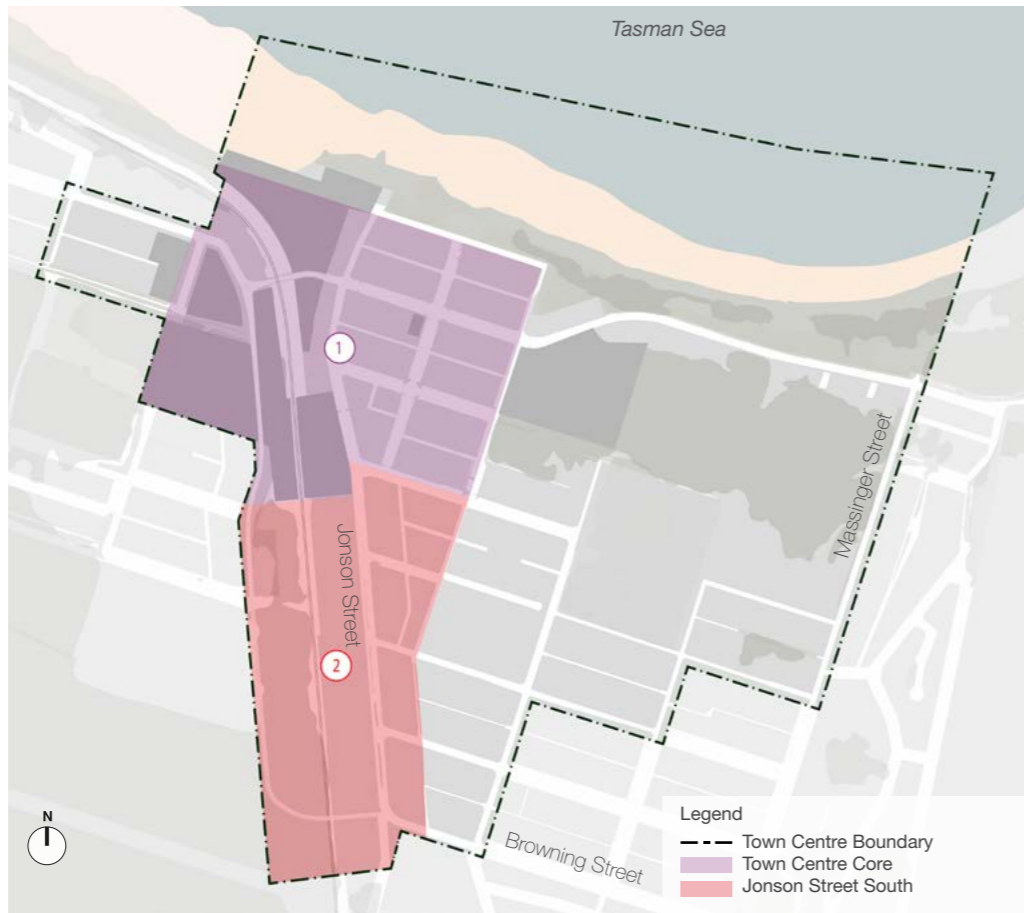 Tasman Sea
1
Massinger Street
Jonson Street
2
N
Browning Street
Legend
Town Centre Boundary
Town Centre Core
Jonson Street South